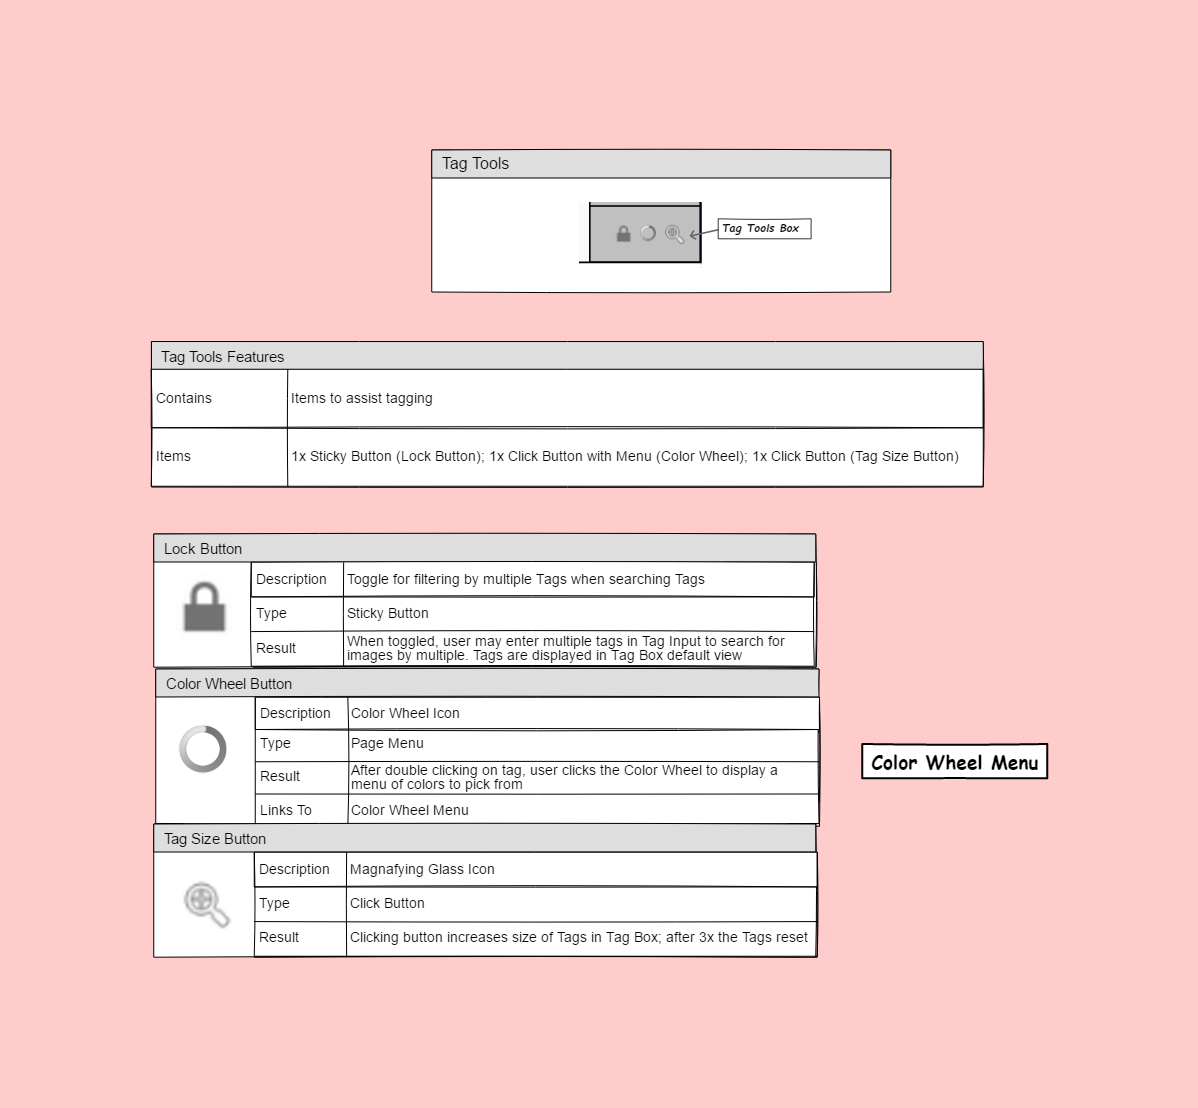 Tag Tools
Tag Tools Box
Tag Tools Features
Contains
Items to assist tagging
Items
1x Sticky Button (Lock Button); 1x Click Button with Menu (Color Wheel); 1x Click Button (Tag Size Button)
Lock Button
Description
Toggle for filtering by multiple Tags when searching Tags
Type
Sticky Button
Result
When toggled, user may enter multiple tags in Tag Input to search for
images by multiple. Tags are displayed in Tag Box default view
Color Wheel Button
Description
Color Wheel Icon
Type
Page Menu
Result
After double clicking on tag, user clicks the Color Wheel to display a
menu of colors to pick from
Links To
Color Wheel Menu
Color Wheel Menu
Tag Size Button
Description
Magnafying Glass Icon
Type
Click Button
Result
Clicking button increases size of Tags in Tag Box; after 3x the Tags reset